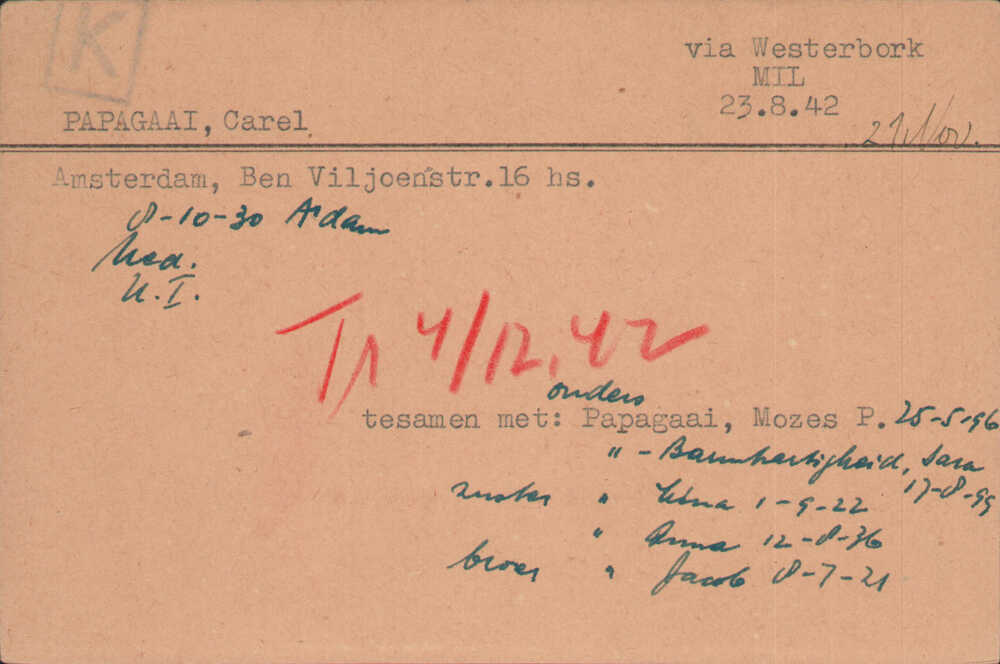 K
via Westerbork
MIL
23.8.42
PAPAGAAI, Carel
21 Nov.
Amsterdam, Ben Viljoenstr.16 hs.
8-10-30 A'dam
Ned.
N.I.
Tr 4/12.42
ouders
tesamen met: Papagaai, Mozes P. 25-5-96
" - Barmhartigheid, Sara
17-8-99
zuster " 1-9-22
" Anna 12-8-36
broer " Jacob 8-7-21